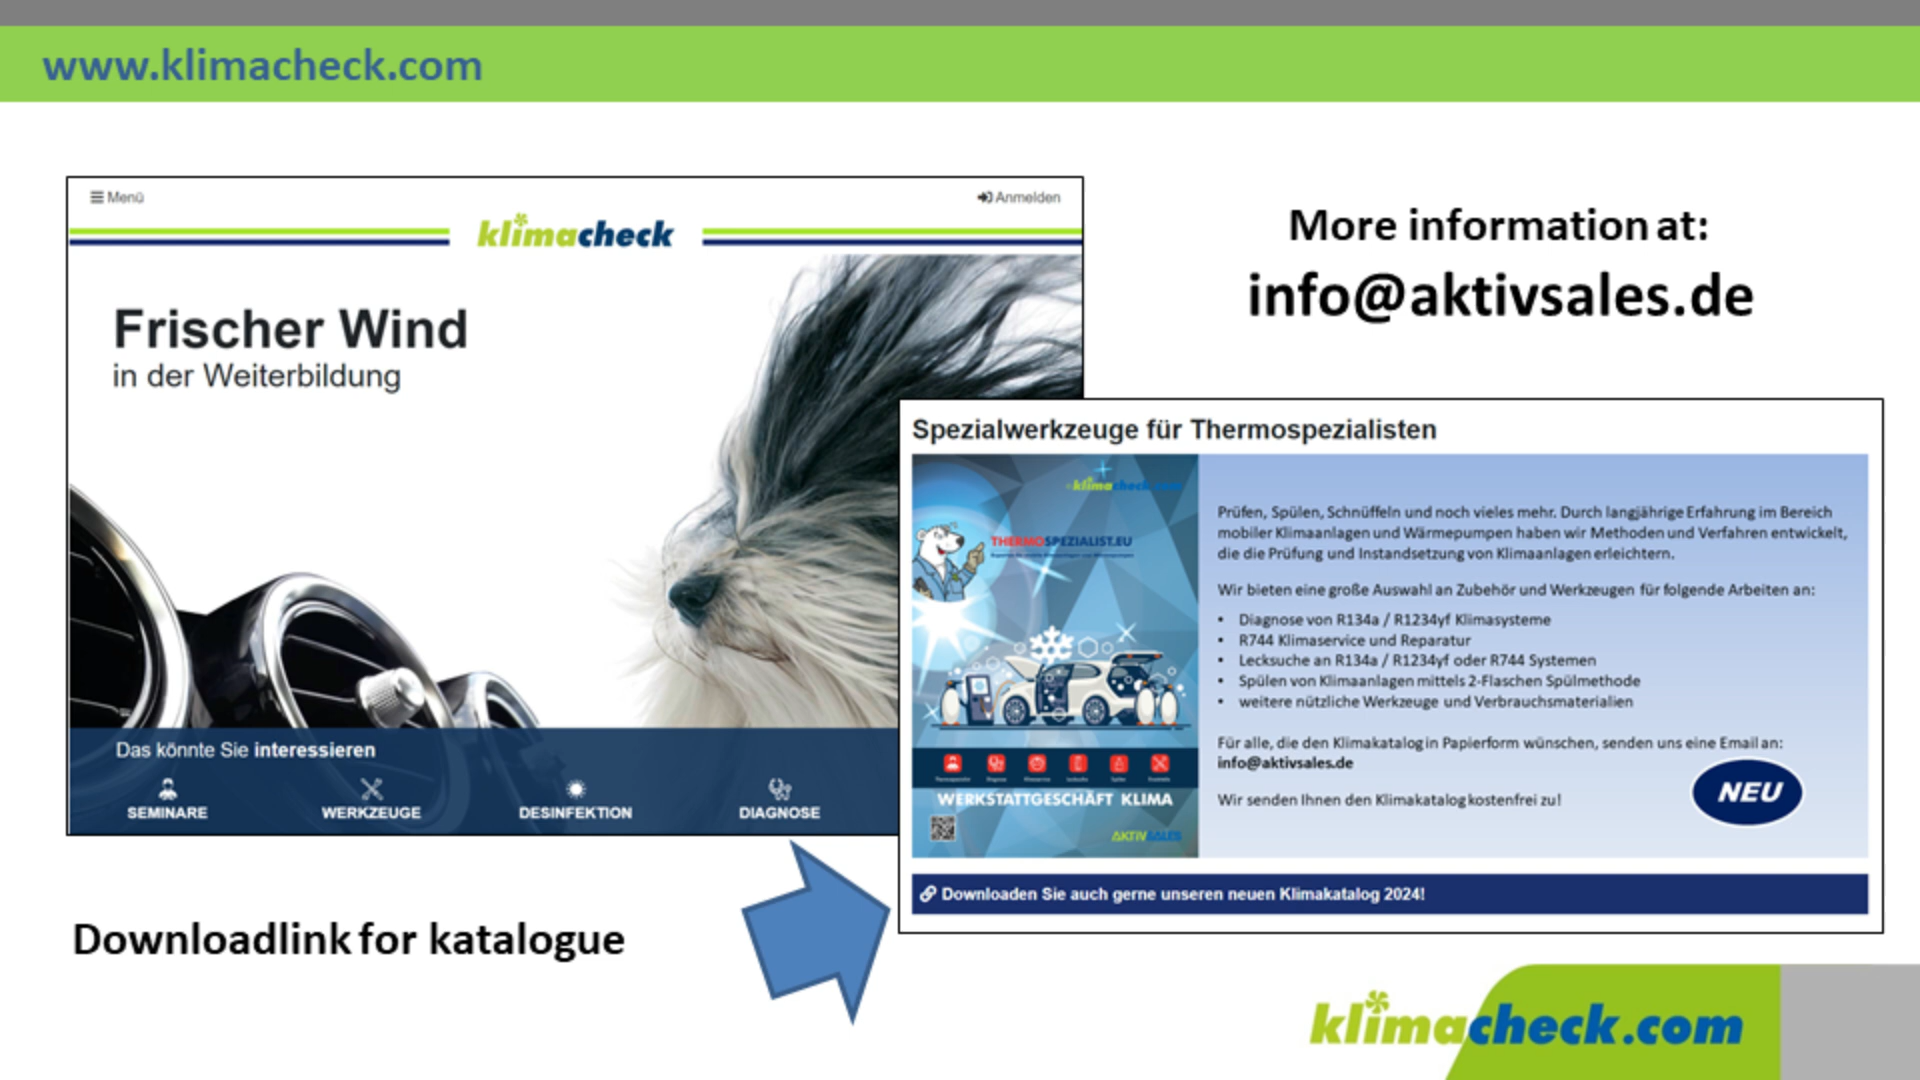 www.klimacheck.com
Menü
Anmelden
klimacheck
Frischer Wind
in der Weiterbildung
Das könnte Sie interessieren
SEMINARE
WERKZEUGE
DESINFEKTION
DIAGNOSE
More information at:
info@aktivsales.de
Spezialwerkzeuge für Thermospezialisten
klimacheck.com
THERMOSPEZIALIST.EU
WERKSTATTGESCHÄFT KLIMA
AKTIVSALES
Prüfen, Spülen, Schnüffeln und noch vieles mehr. Durch langjährige Erfahrung im Bereich
mobiler Klimaanlagen und Wärmepumpen haben wir Methoden und Verfahren entwickelt,
die die Prüfung und Instandsetzung von Klimaanlagen erleichtern.
Wir bieten eine große Auswahl an Zubehör und Werkzeugen für folgende Arbeiten an:
• Diagnose von R134a / R1234yf Klimasysteme
• R744 Klimaservice und Reparatur
• Lecksuche an R134a / R1234yf oder R744 Systemen
• Spülen von Klimaanlagen mittels 2-Flaschen Spülmethode
• weitere nützliche Werkzeuge und Verbrauchsmaterialien
Für alle, die den Klimakatalog in Papierform wünschen, senden uns eine Email an:
info@aktivsales.de
Wir senden Ihnen den Klimakatalog kostenfrei zu!
NEU
Downloaden Sie auch gerne unseren neuen Klimakatalog 2024!
Downloadlink for katalogue
klimacheck.com